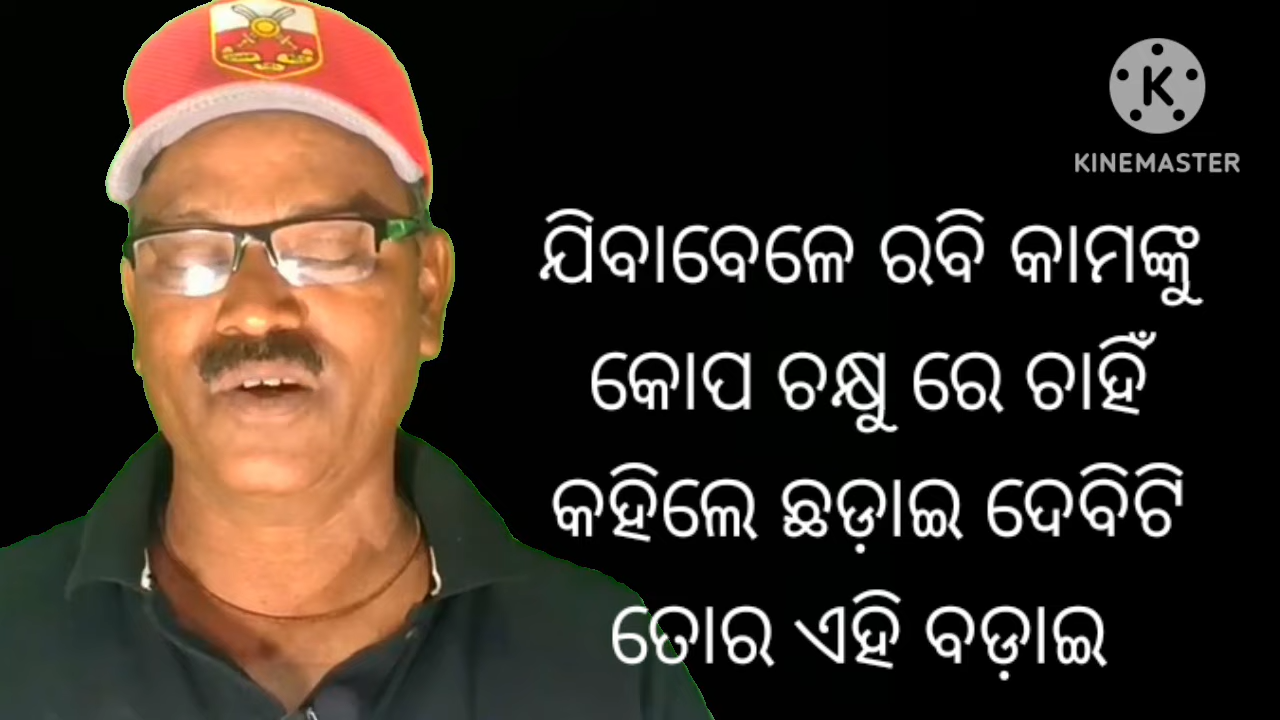 KINEMASTER
ଯିବାବେଳେ ରବି କାମଙ୍କୁ
କୋପ ଚକ୍ଷୁ ରେ ଚାହିଁ
କହିଲେ ଛଡ଼ାଇ ଦେବିଟି
ତୋର ଏହି ବଡ଼ାଇ